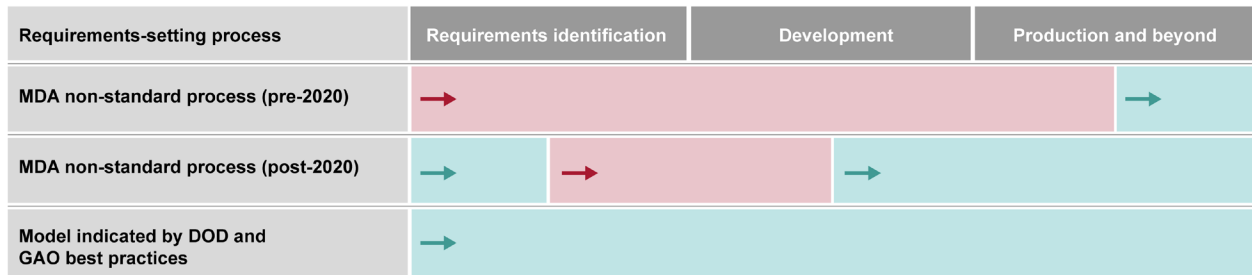 Requirements-setting process
Requirements identification
Development
Production and beyond
MDA non-standard process (pre-2020)
MDA non-standard process (post-2020)
Model indicated by DOD and
GAO best practices